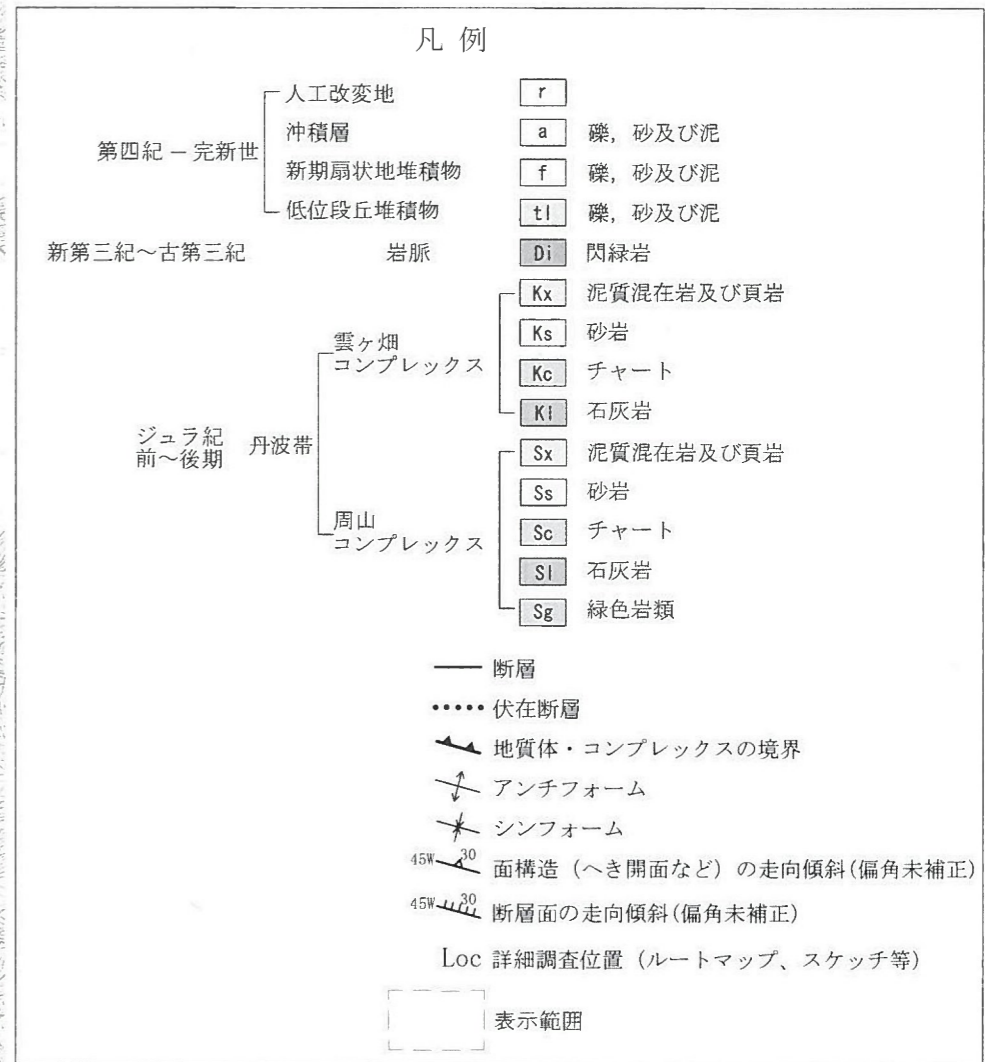 凡 例
人工改変地 r
沖積層 a 礫, 砂及び泥
第四紀 － 完新世
新期扇状地堆積物 f 礫, 砂及び泥
低位段丘堆積物 tl 礫, 砂及び泥
新第三紀～古第三紀 岩脈 Di 閃緑岩
Kx 泥質混在岩及び頁岩
雲ヶ畑
コンプレックス
Ks 砂岩
Kc チャート
Kl 石灰岩
ジュラ紀
前～後期
丹波帯
Sx 泥質混在岩及び頁岩
Ss 砂岩
周山
コンプレックス
Sc チャート
Sl 石灰岩
Sg 緑色岩類
断層
伏在断層
地質体・コンプレックスの境界
アンチフォーム
シンフォーム
45W 30 面構造（へき開面など）の走向傾斜(偏角未補正)
45W 30 断層面の走向傾斜(偏角未補正)
Loc 詳細調査位置（ルートマップ、スケッチ等）
表示範囲